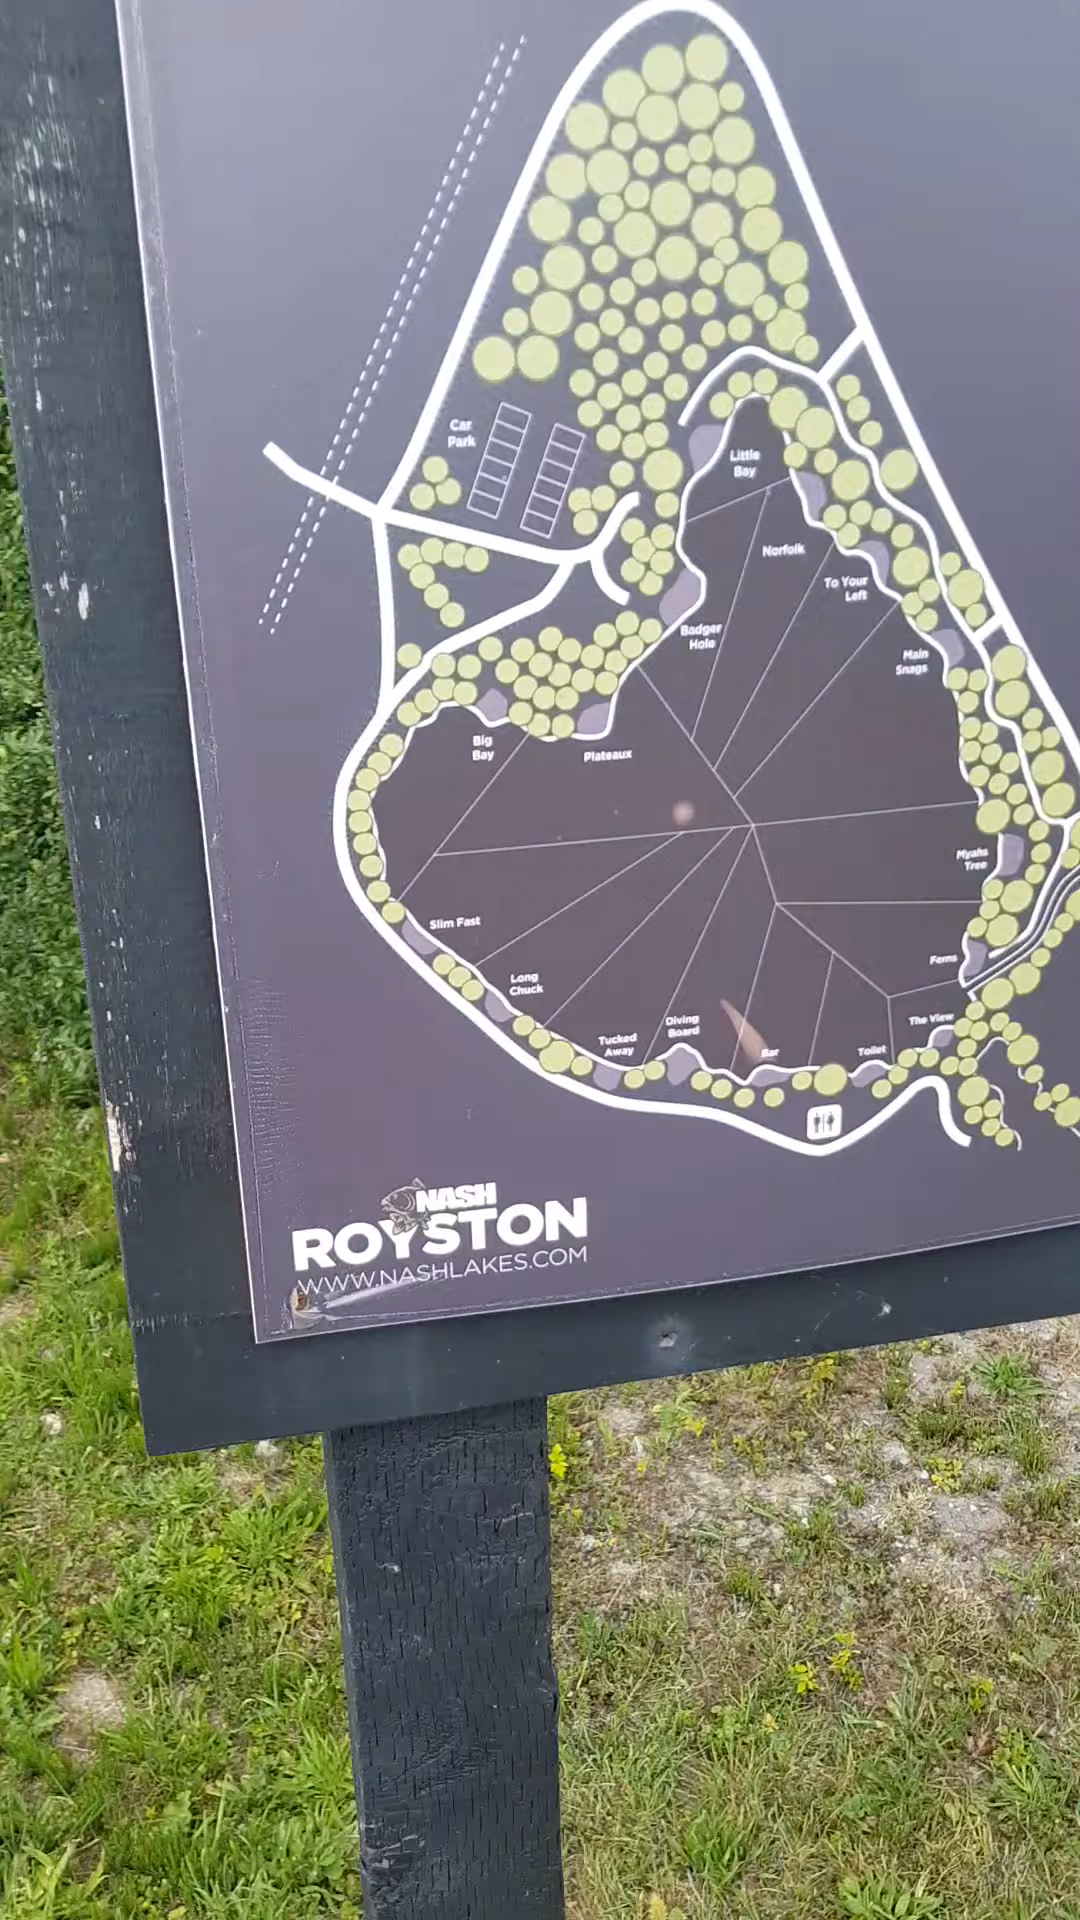 Car
Park
Little
Bay
Norfolk
To Your
Left
Badger
Hole
Main
Snags
Big
Bay
Plateaux
Myahs
Tree
Slim Fast
Ferns
Long
Chuck
The View
Diving
Board
Tucked
Away
Bar
Toilet
NASH
ROYSTON
WWW.NASHLAKES.COM